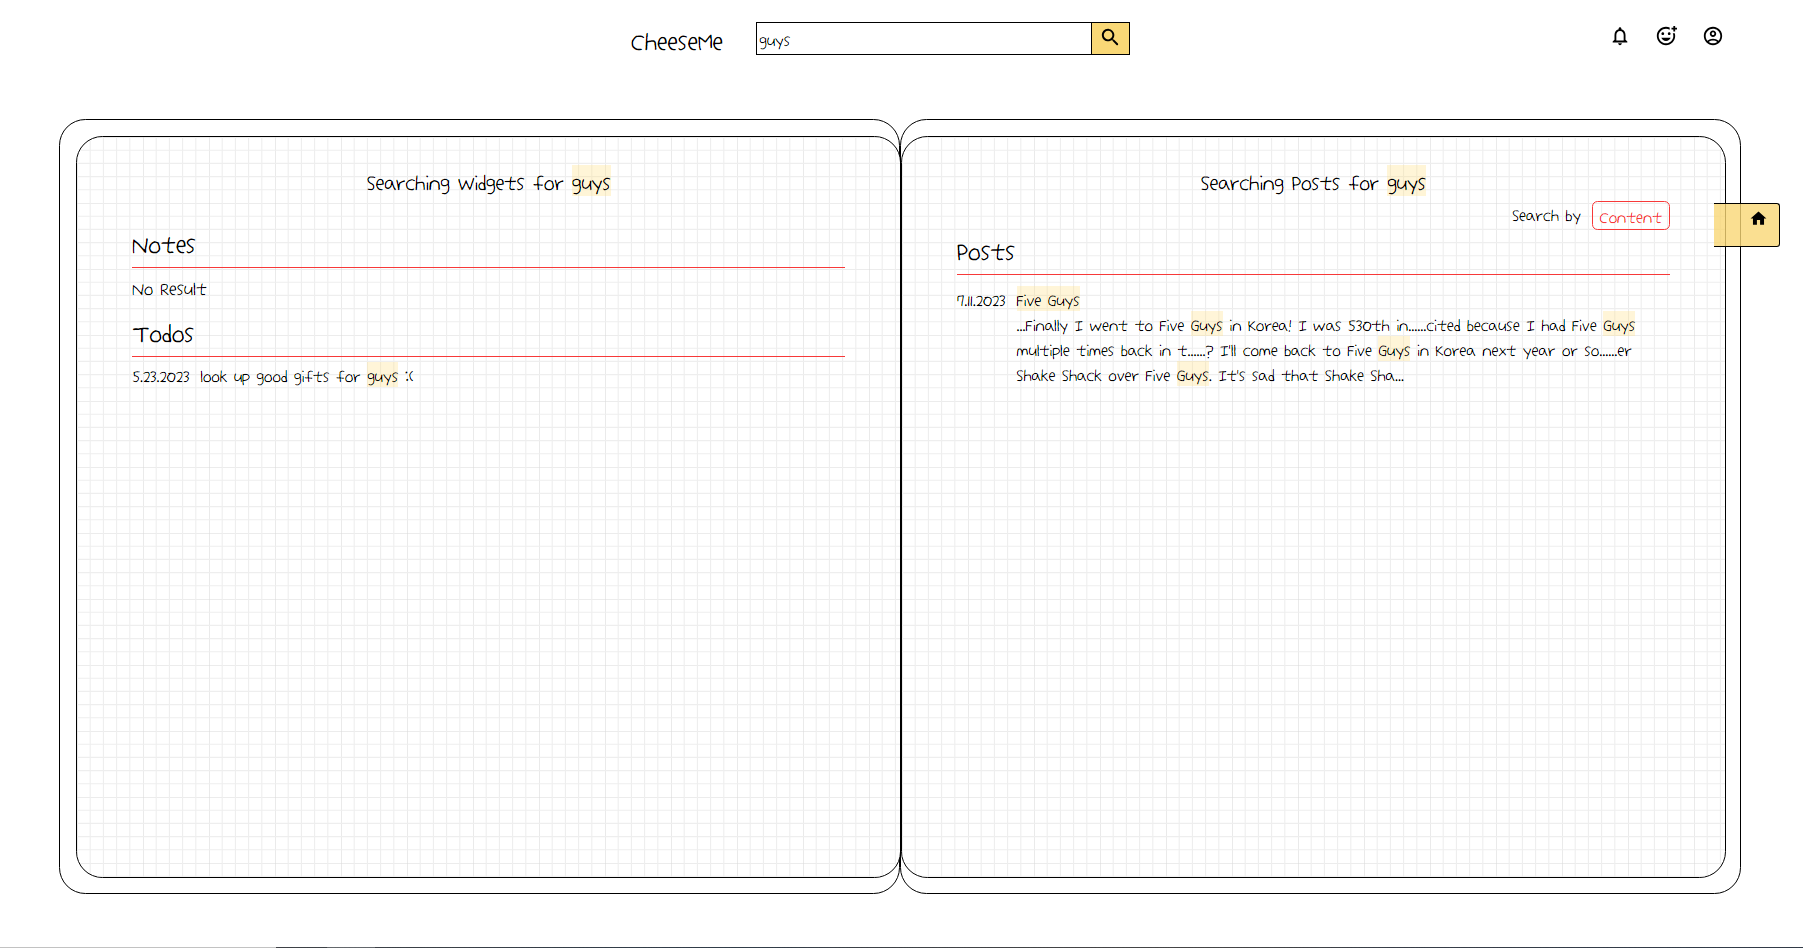 CheeseMe
guys
Searching Widgets for guys
Notes
No Result
Todos
5.23.2023 look up good gifts for guys :(
Searching Posts for guys
Search by Content
Posts
7.11.2023 Five Guys
...Finally I went to Five Guys in Korea! I was 530th in......cited because I had Five Guys
multiple times back in t......? I'll come back to Five Guys in Korea next year or so......er
Shake Shack over Five Guys. It's sad that Shake Sha...